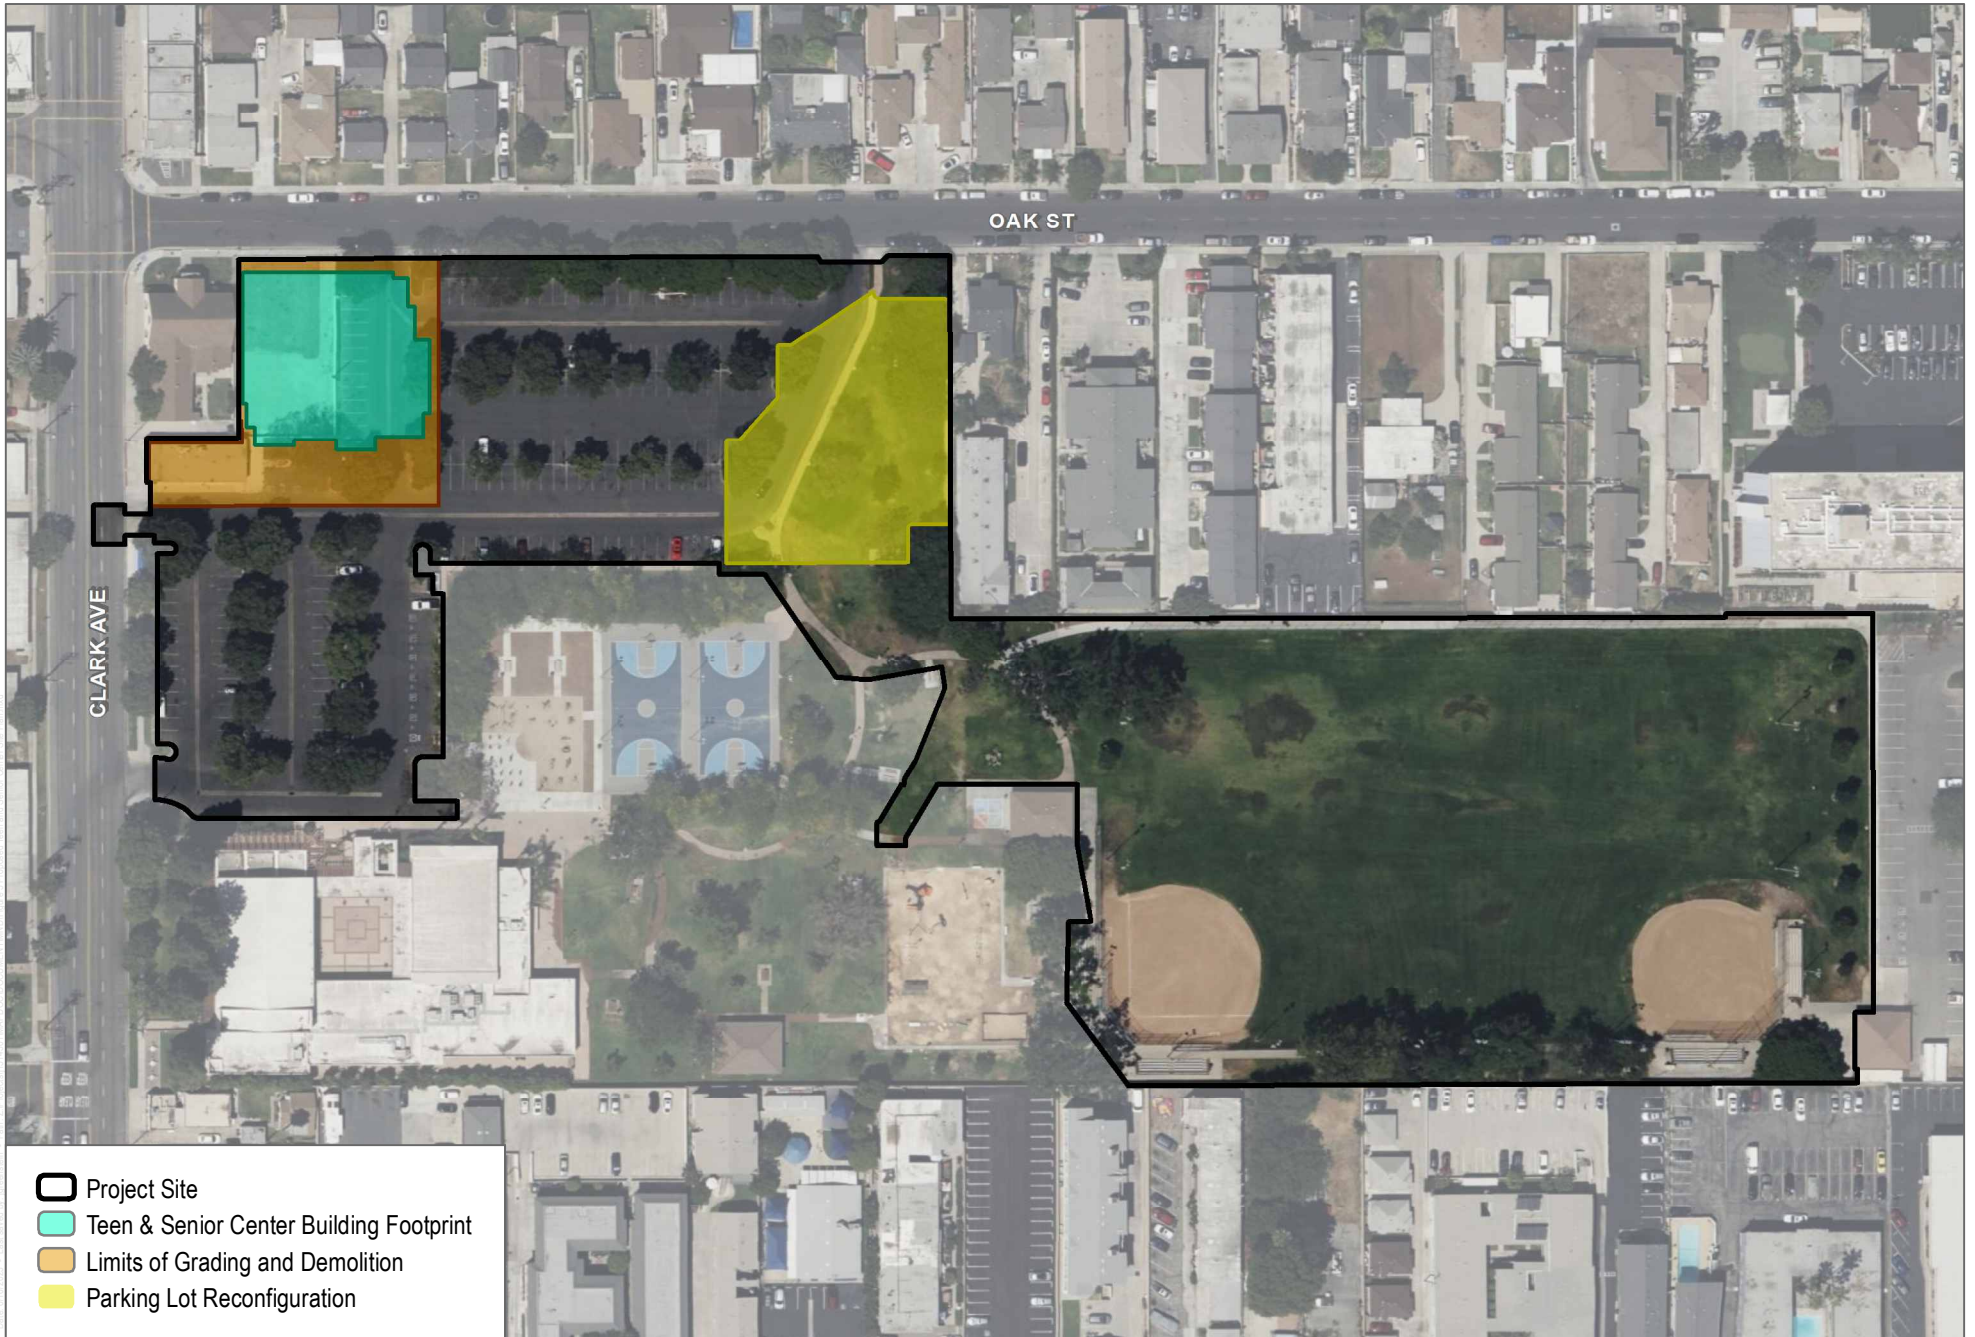 OAK ST
CLARK AVE
Project Site
Teen & Senior Center Building Footprint
Limits of Grading and Demolition
Parking Lot Reconfiguration